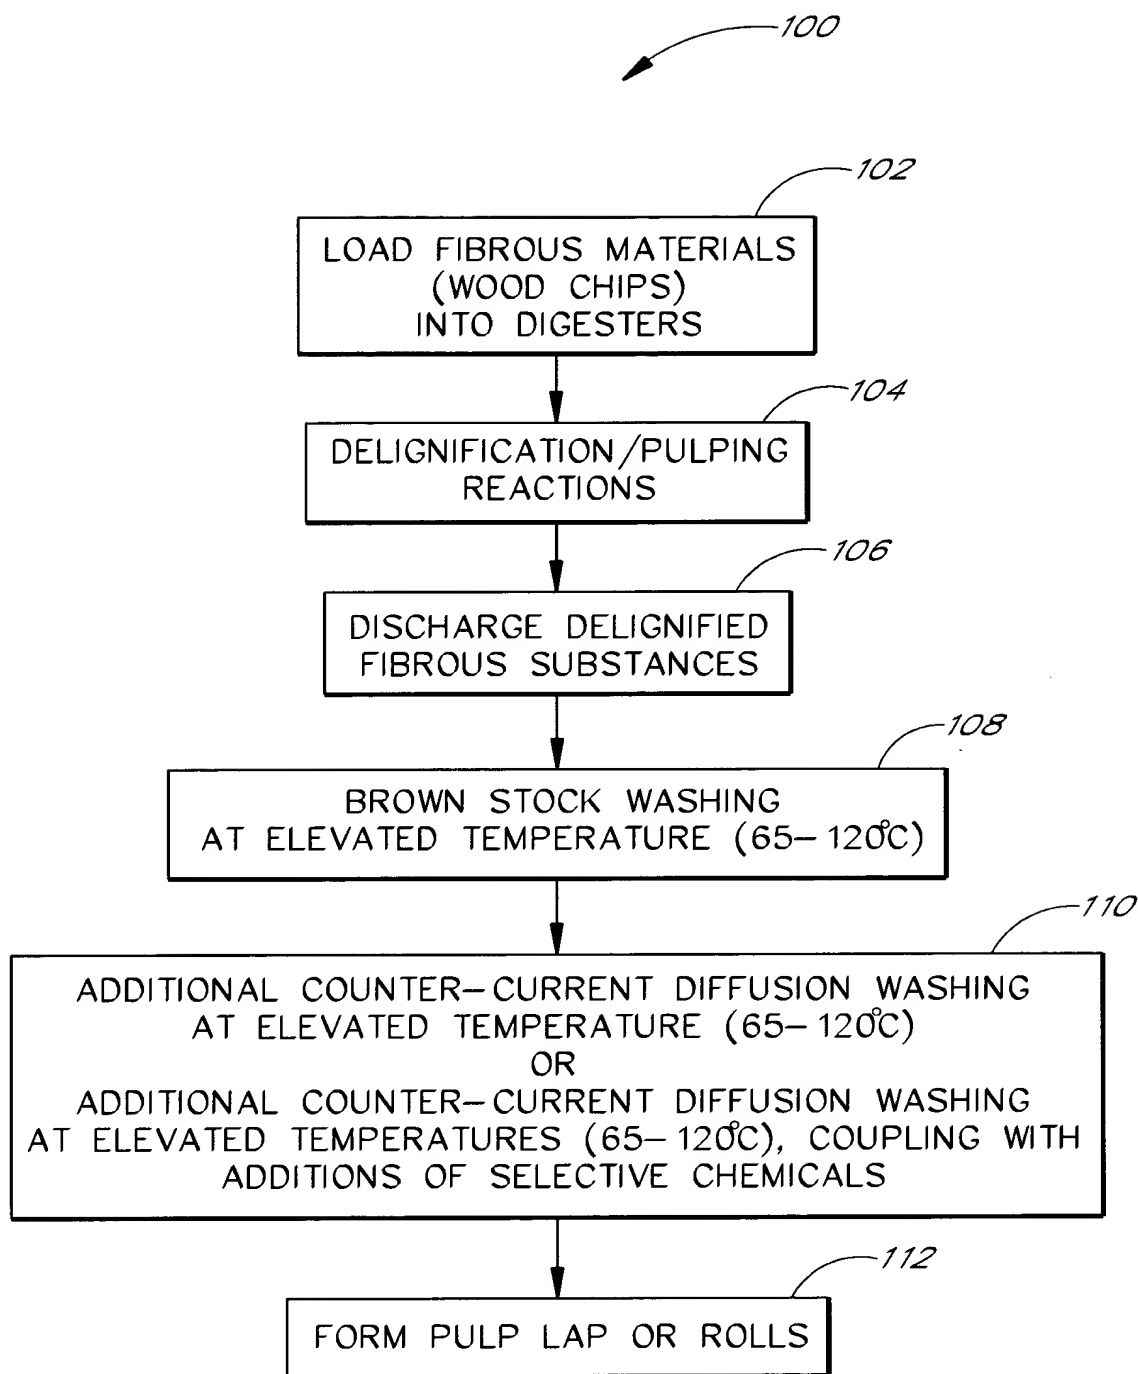 100
102
LOAD FIBROUS MATERIALS
(WOOD CHIPS)
INTO DIGESTERS
104
DELIGNIFICATION/PULPING
REACTIONS
106
DISCHARGE DELIGNIFIED
FIBROUS SUBSTANCES
108
BROWN STOCK WASHING
AT ELEVATED TEMPERATURE (65–120°C)
110
ADDITIONAL COUNTER–CURRENT DIFFUSION WASHING
AT ELEVATED TEMPERATURE (65–120°C)
OR
ADDITIONAL COUNTER–CURRENT DIFFUSION WASHING
AT ELEVATED TEMPERATURES (65–120°C), COUPLING WITH
ADDITIONS OF SELECTIVE CHEMICALS
112
FORM PULP LAP OR ROLLS